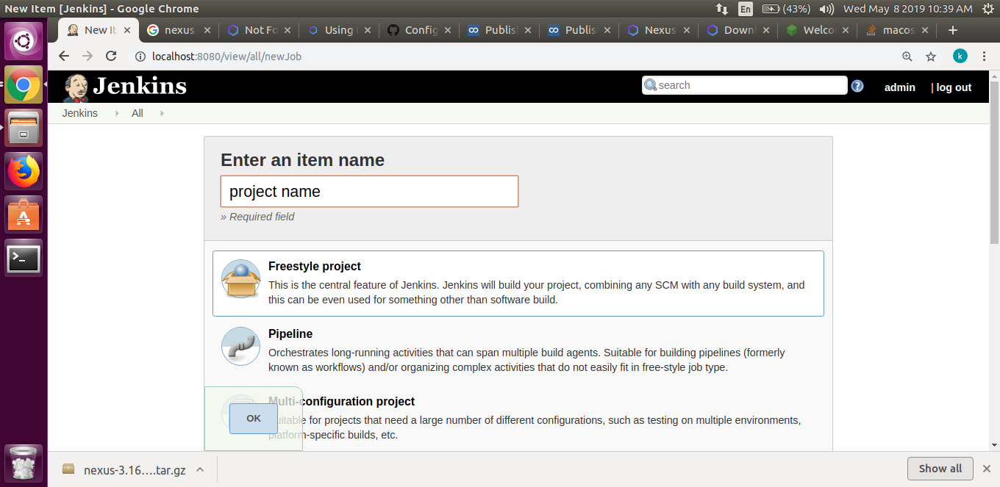 New Item [Jenkins] - Google Chrome
En
(43%)
Wed May 8 2019 10:39 AM
New It
nexus
Not Fo
Using
Config
Publis
Publis
Nexus
Down
Welco
macos
localhost:8080/view/all/newJob
k
Jenkins
search
?
admin
| log out
Jenkins
All
Enter an item name
project name
» Required field
Freestyle project
This is the central feature of Jenkins. Jenkins will build your project, combining any SCM with any build system, and
this can be even used for something other than software build.
Pipeline
Orchestrates long-running activities that can span multiple build agents. Suitable for building pipelines (formerly
known as workflows) and/or organizing complex activities that do not easily fit in free-style job type.
Multi-configuration project
Suitable for projects that need a large number of different configurations, such as testing on multiple environments,
platform-specific builds, etc.
OK
nexus-3.16....tar.gz
Show all